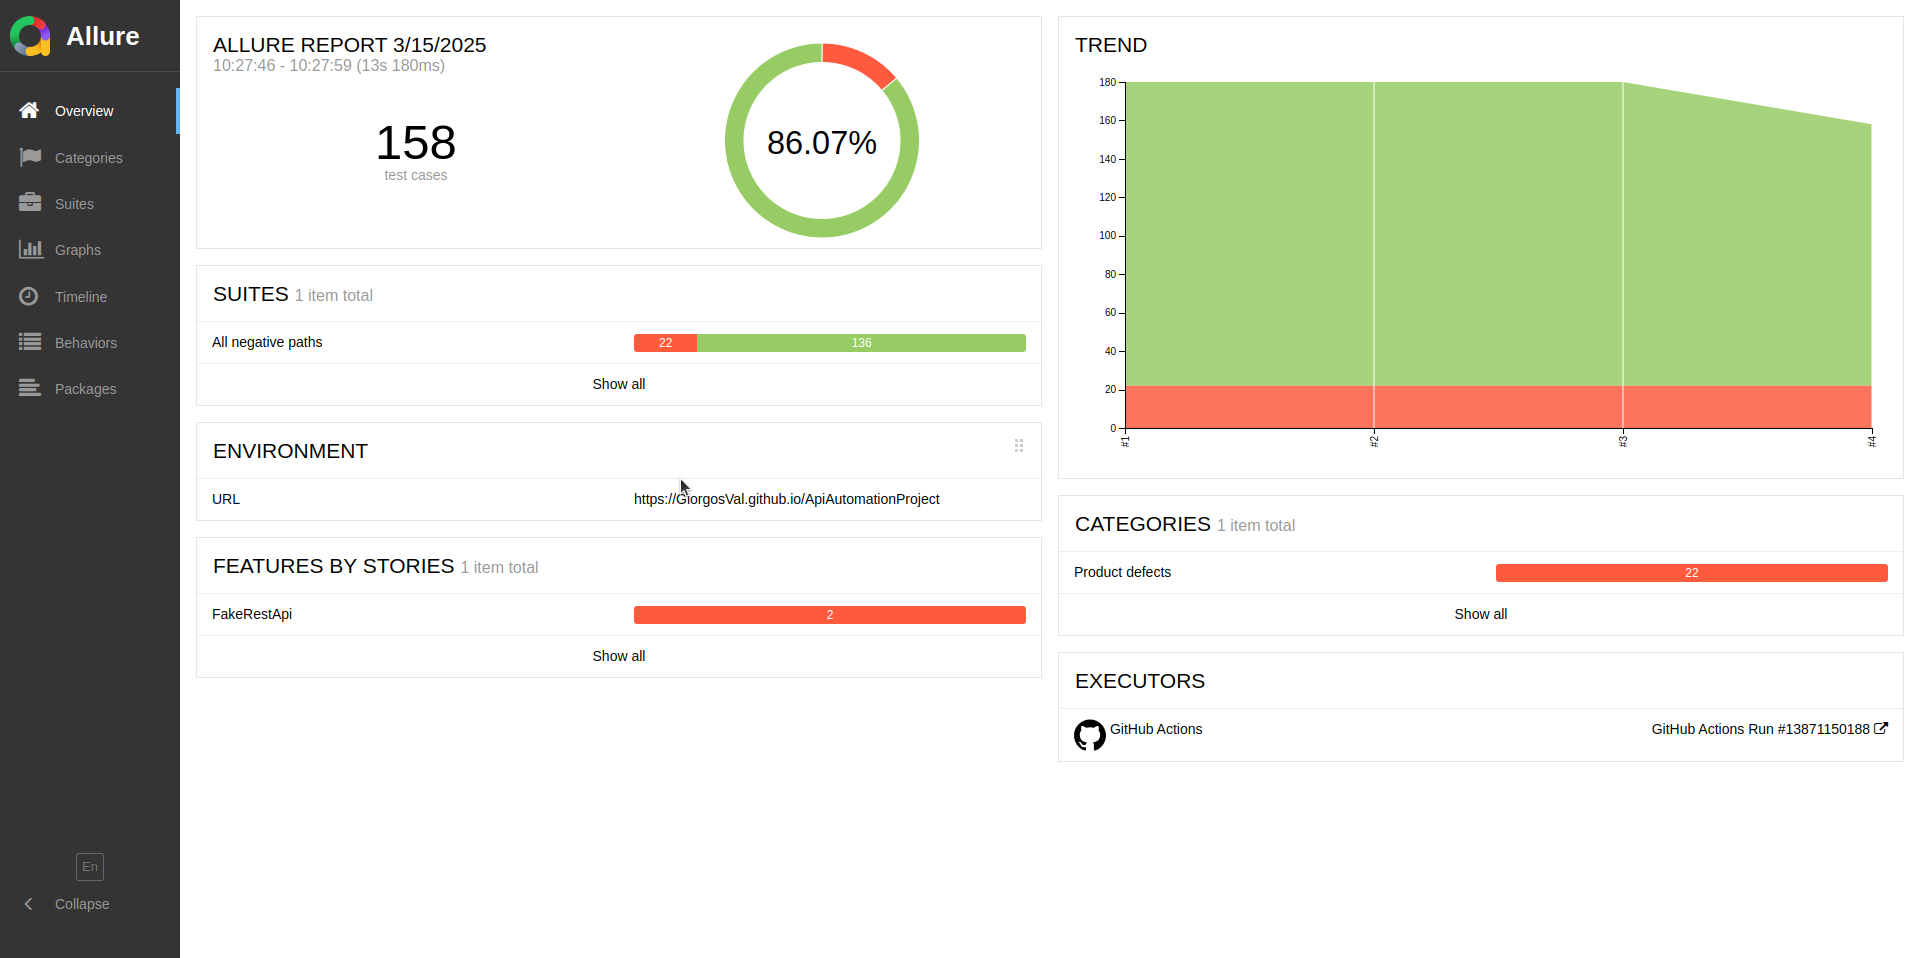 Allure
Overview
Categories
Suites
Graphs
Timeline
Behaviors
Packages
En
Collapse
ALLURE REPORT 3/15/2025
10:27:46 - 10:27:59 (13s 180ms)
158
test cases
86.07%
SUITES 1 item total
All negative paths 22 136
Show all
ENVIRONMENT
URL https://GiorgosVal.github.io/ApiAutomationProject
FEATURES BY STORIES 1 item total
FakeRestApi 2
Show all
TREND
180
160
140
120
100
80
60
40
20
0
#1 #2 #3 #4
CATEGORIES 1 item total
Product defects 22
Show all
EXECUTORS
GitHub Actions GitHub Actions Run #13871150188